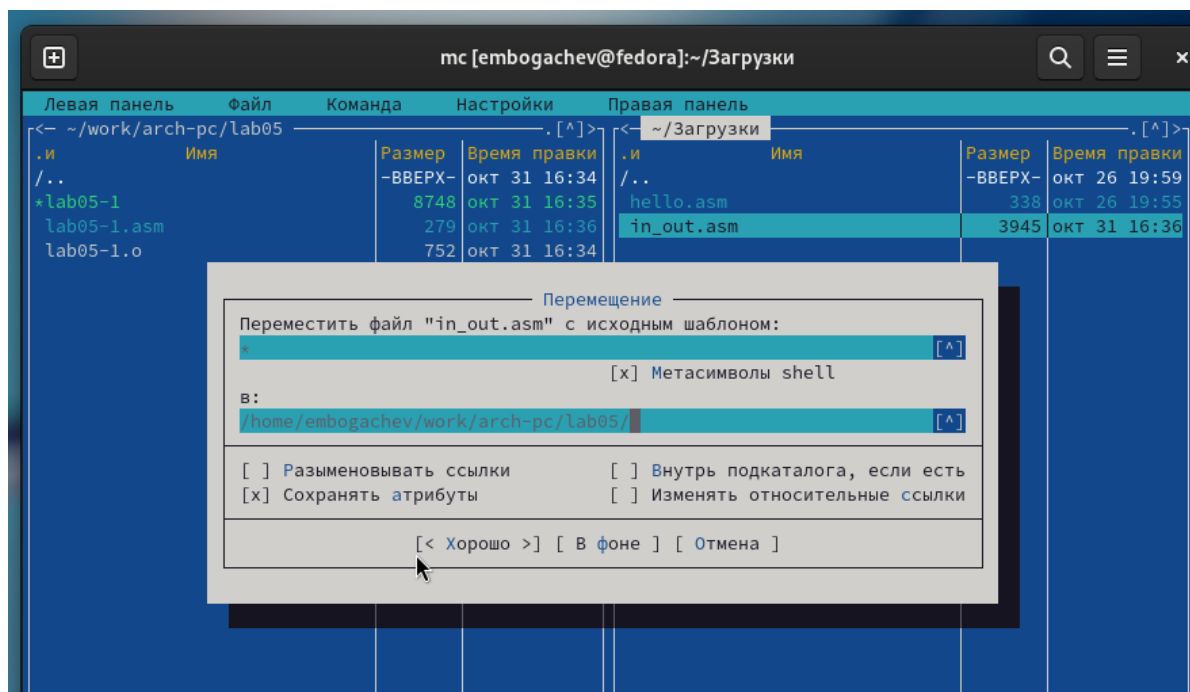 mc [embogachev@fedora]:~/Загрузки
Левая панель Файл Команда Настройки Правая панель
<— ~/work/arch-pc/lab05 .[^]> <— ~/Загрузки .[^]>
.и Имя Размер Время правки .и Имя Размер Время правки
/.. -ВВЕРХ- окт 31 16:34 /.. -ВВЕРХ- окт 26 19:59
*lab05-1 8748 окт 31 16:35 hello.asm 338 окт 26 19:55
lab05-1.asm 279 окт 31 16:36 in_out.asm 3945 окт 31 16:36
lab05-1.o 752 окт 31 16:34
Перемещение
Переместить файл "in_out.asm" с исходным шаблоном:
* [^]
[x] Метасимволы shell
в:
/home/embogachev/work/arch-pc/lab05/ [^]
[ ] Разыменовывать ссылки [ ] Внутрь подкаталога, если есть
[x] Сохранять атрибуты [ ] Изменять относительные ссылки
[< Хорошо >] [ В фоне ] [ Отмена ]